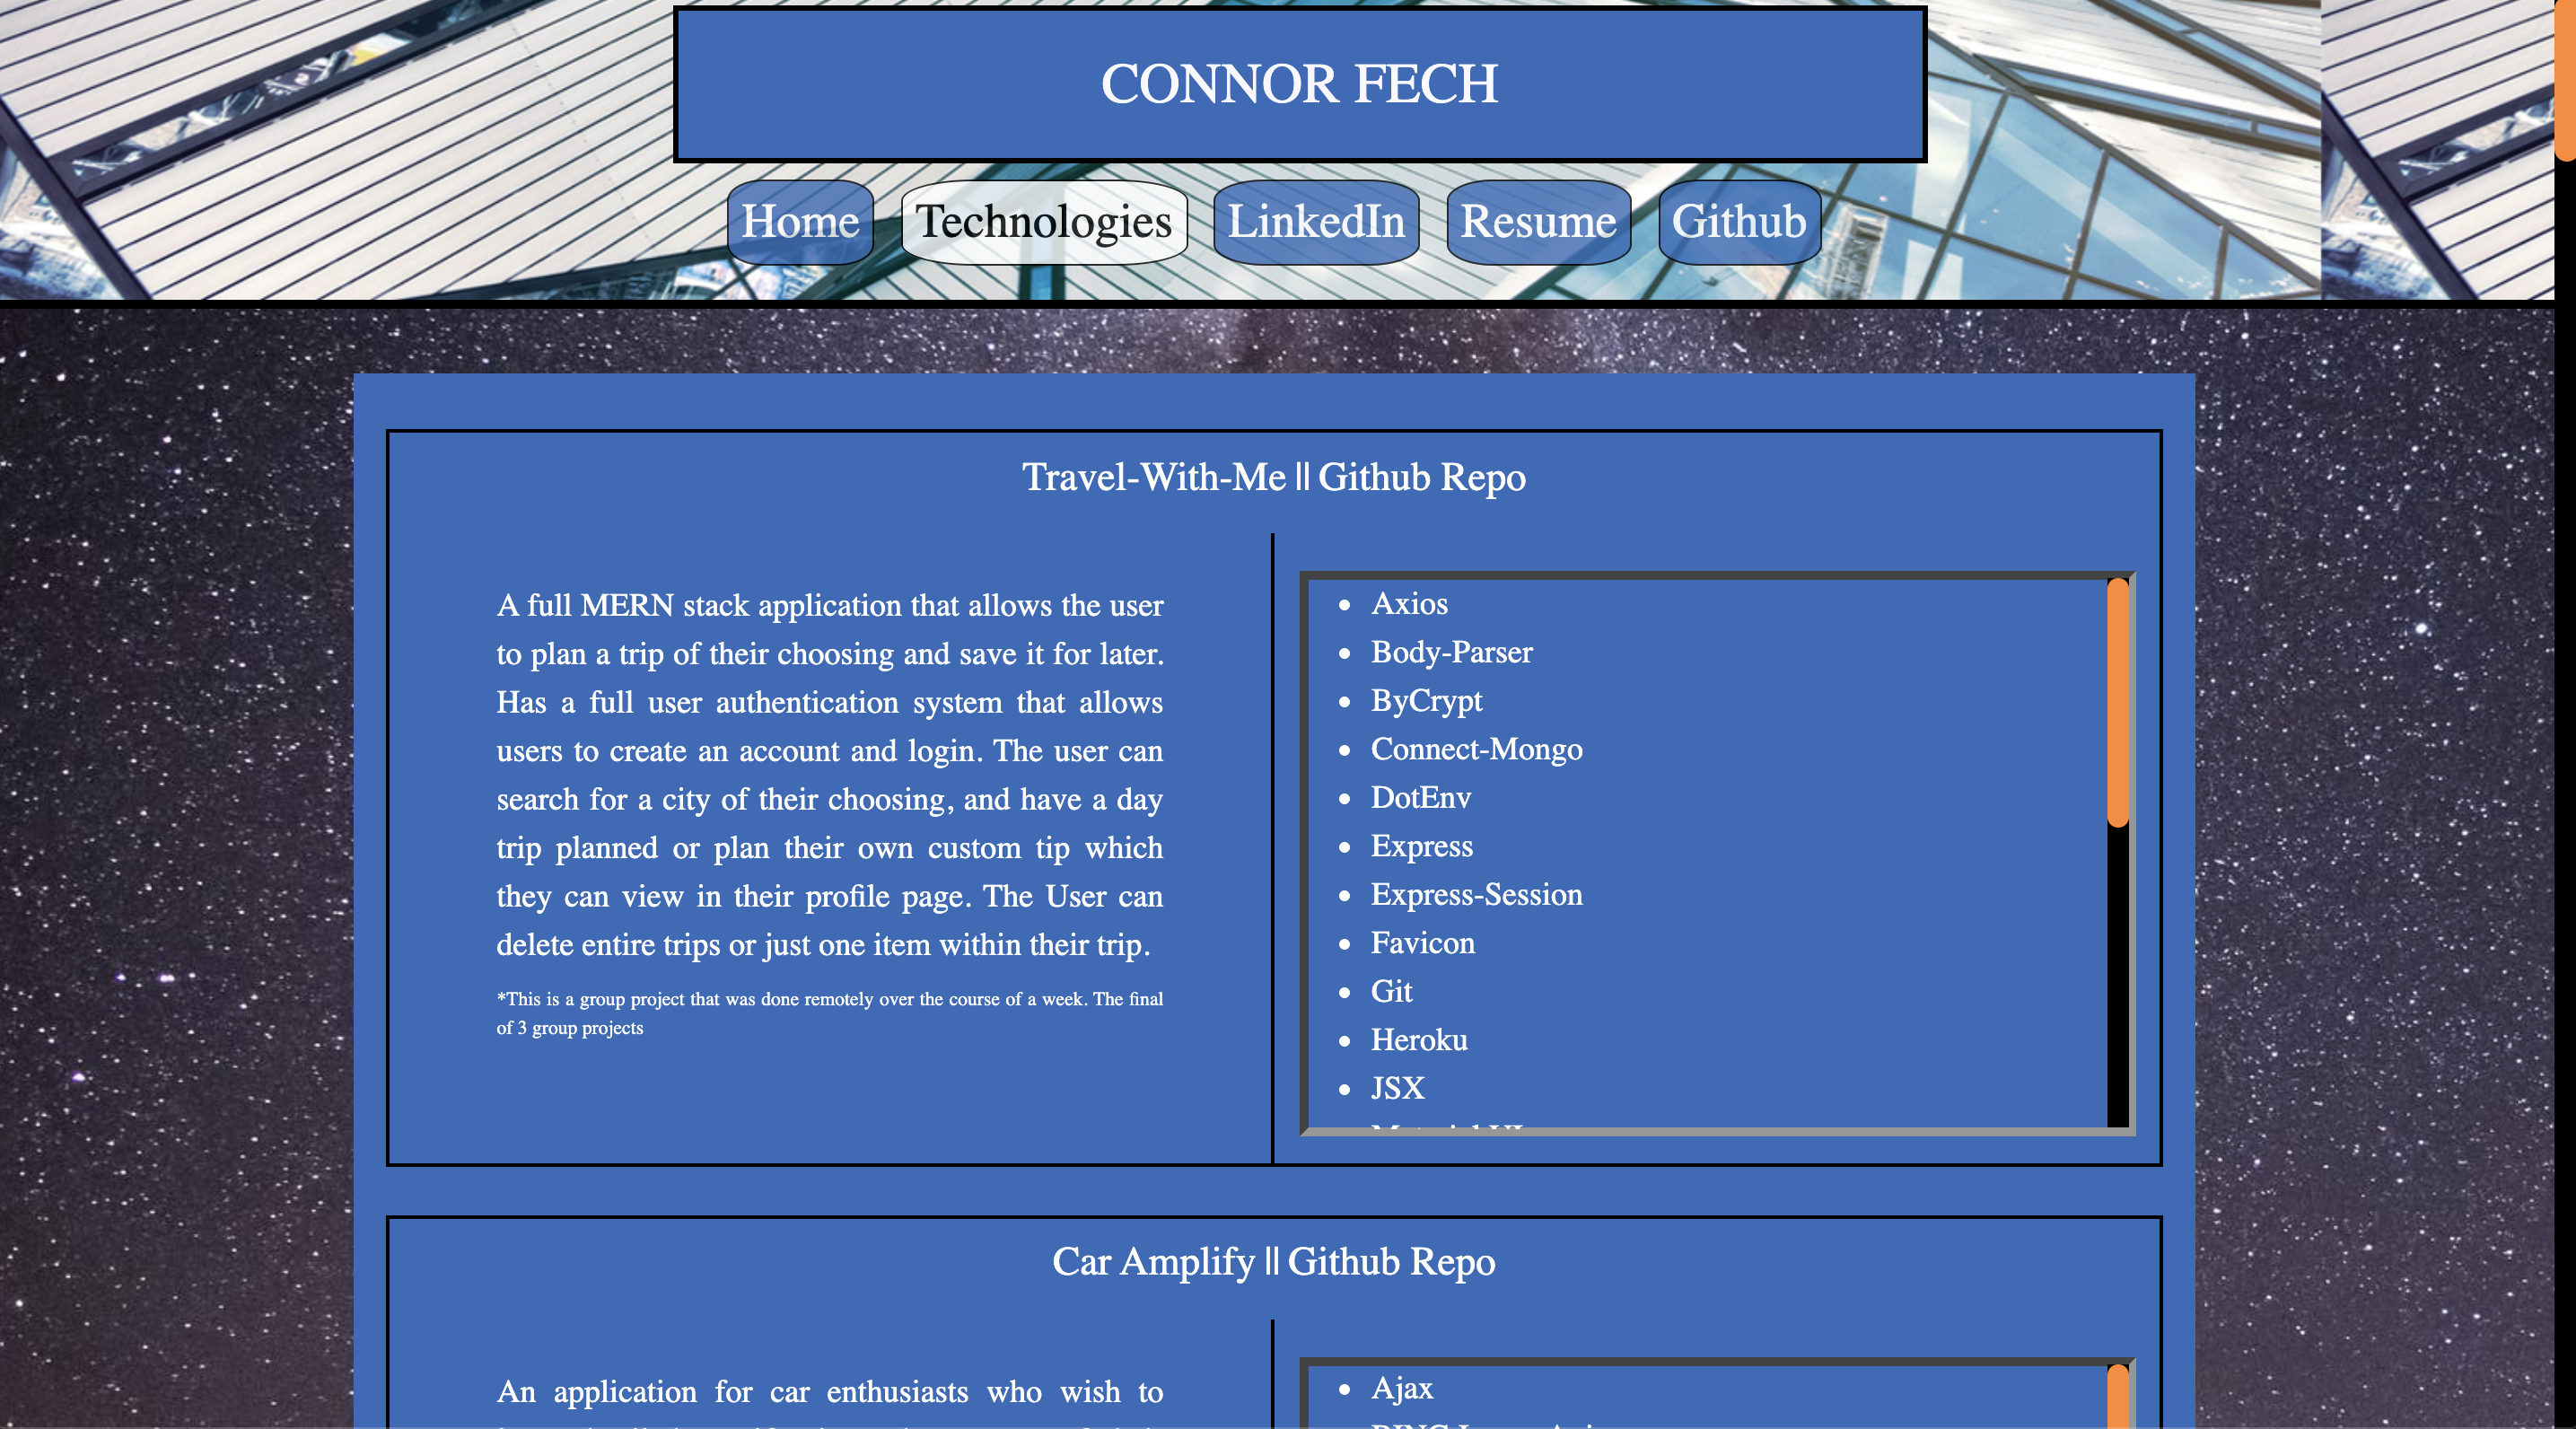 CONNOR FECH
Home Technologies LinkedIn Resume Github
Travel-With-Me || Github Repo
A full MERN stack application that allows the user
to plan a trip of their choosing and save it for later.
Has a full user authentication system that allows
users to create an account and login. The user can
search for a city of their choosing, and have a day
trip planned or plan their own custom tip which
they can view in their profile page. The User can
delete entire trips or just one item within their trip.
*This is a group project that was done remotely over the course of a week. The final
of 3 group projects
• Axios
• Body-Parser
• ByCrypt
• Connect-Mongo
• DotEnv
• Express
• Express-Session
• Favicon
• Git
• Heroku
• JSX
Car Amplify || Github Repo
An application for car enthusiasts who wish to
• Ajax